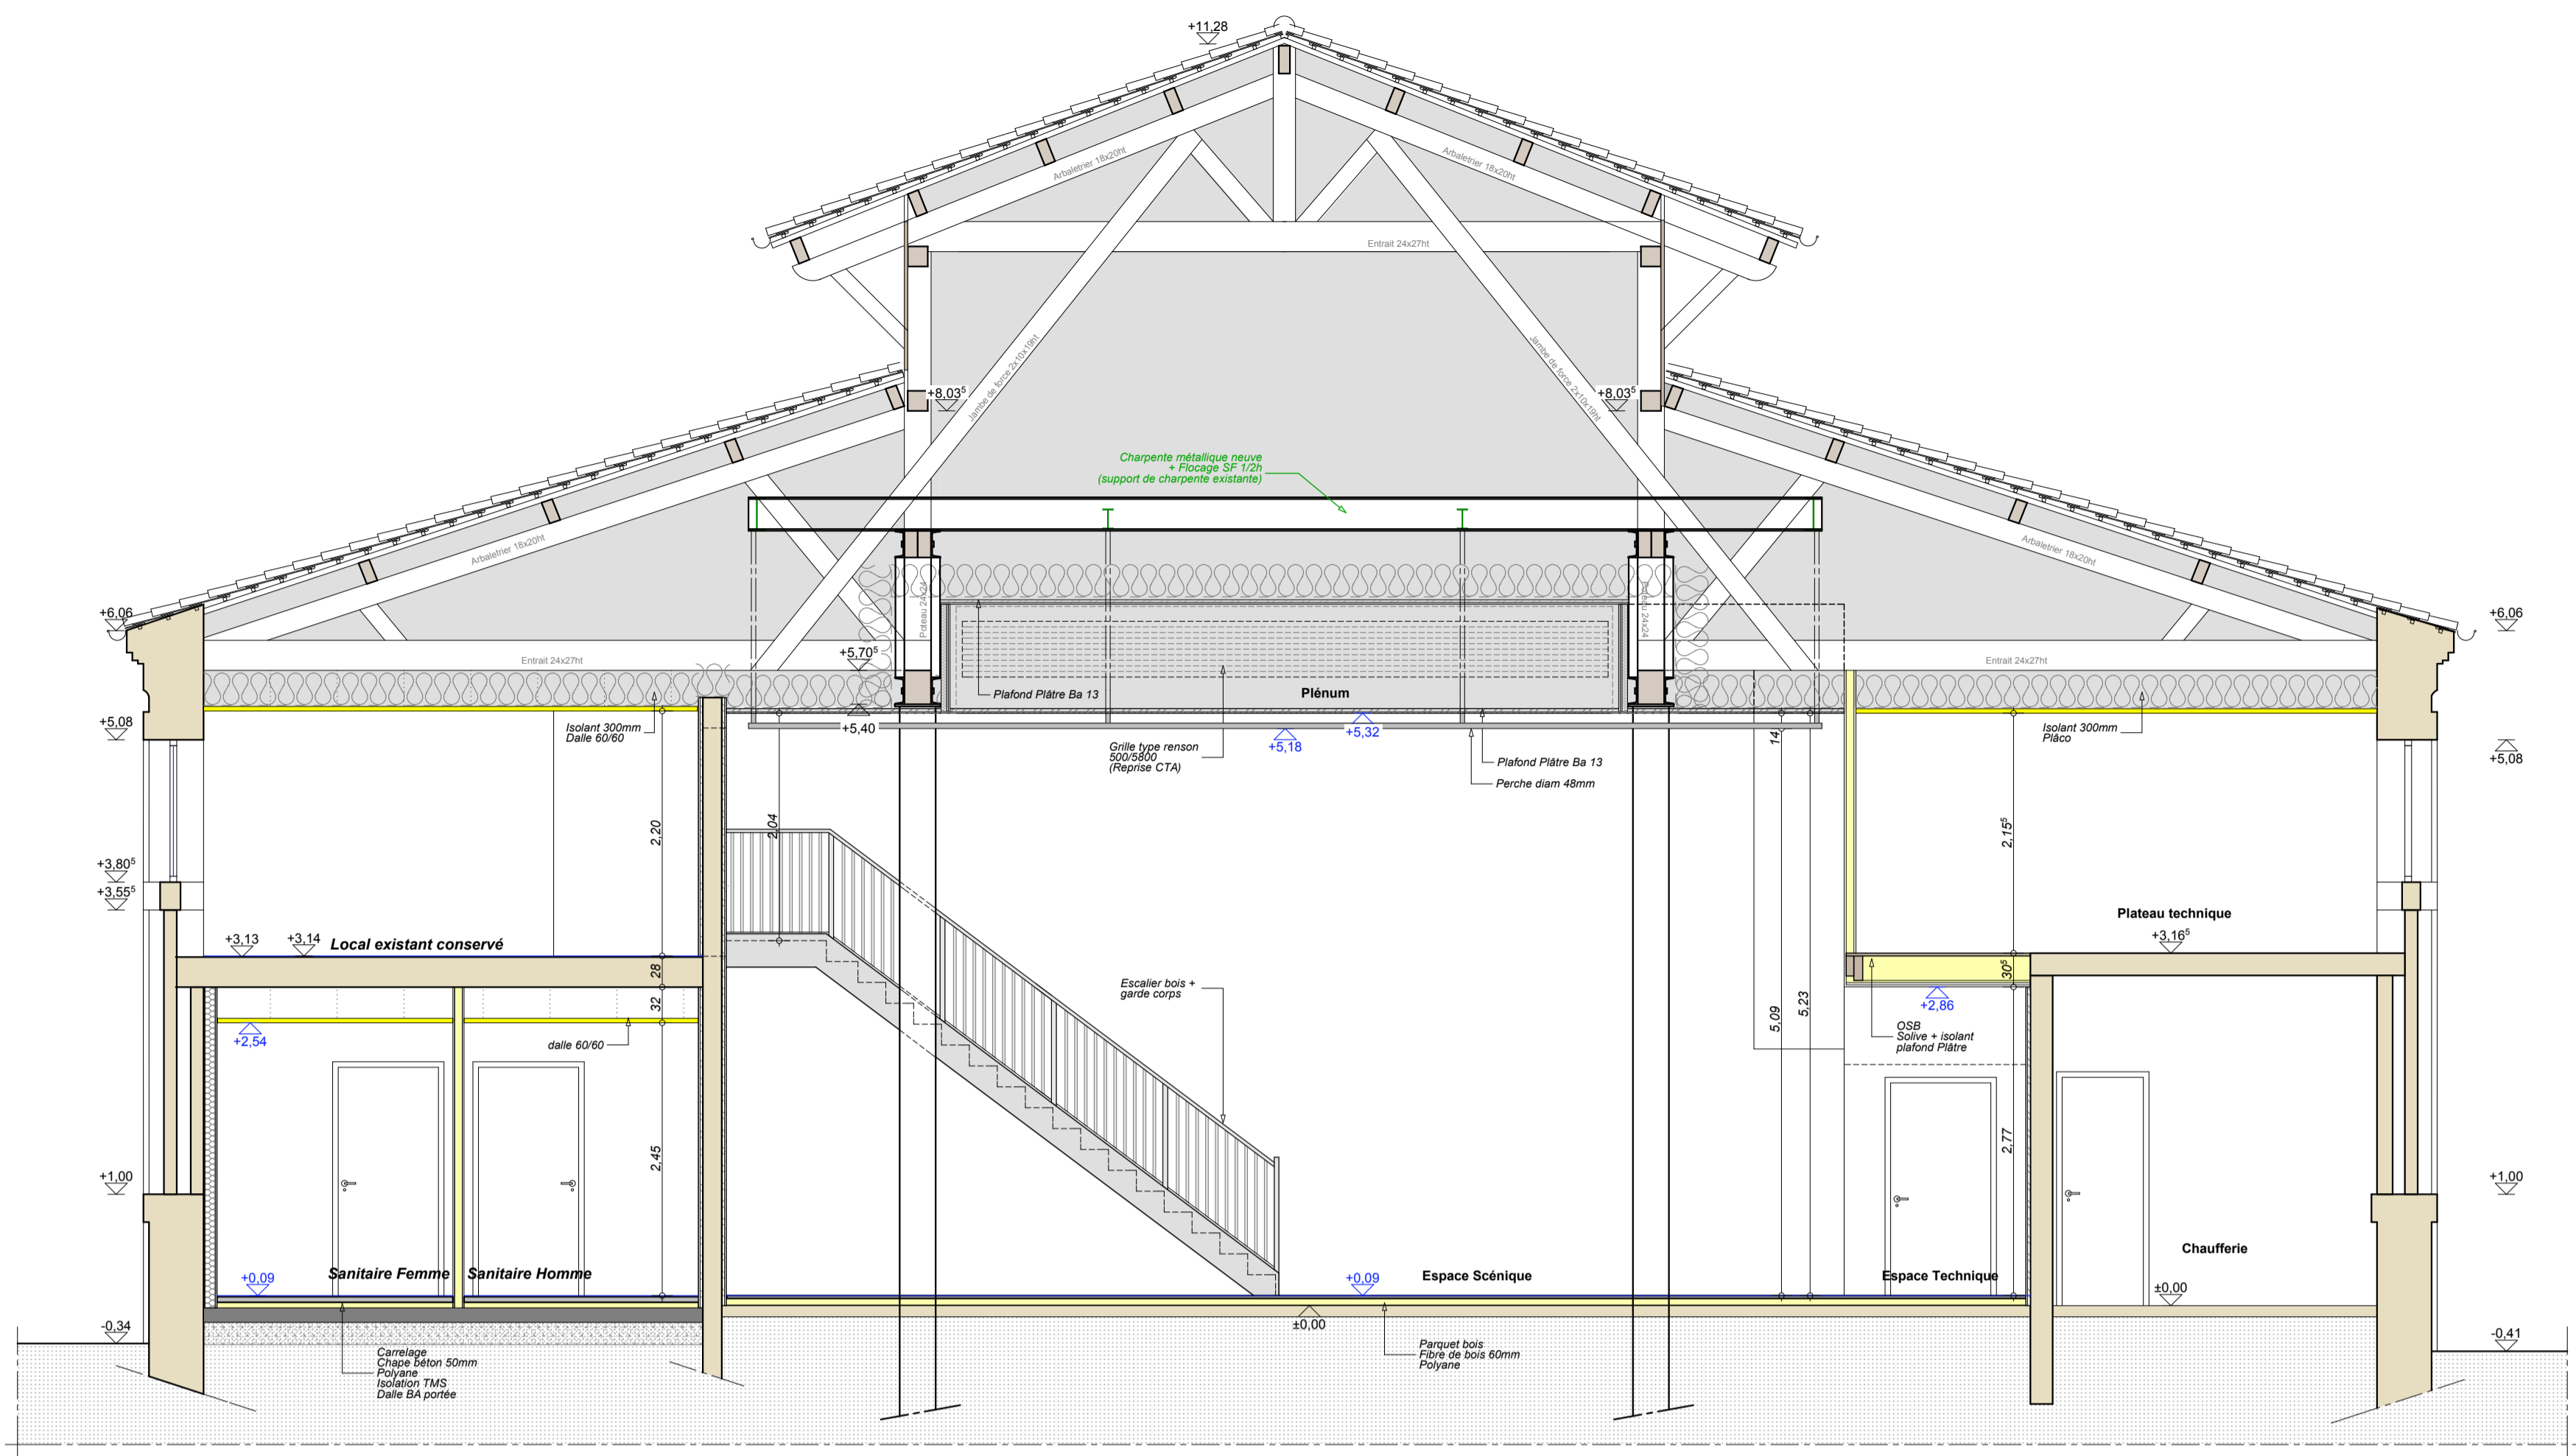 +11,28
Arbaletrier 18x20ht
Arbaletrier 18x20ht
Entrait 24x27ht
Jambe de force 2x10x19ht
Jambe de force 2x10x19ht
+8,03⁵
+8,03⁵
Charpente métallique neuve
+ Flocage SF 1/2h
(support de charpente existante)
Arbaletrier 18x20ht
Arbaletrier 18x20ht
Poteau 24x24
Poteau 24x24
+6,06
+6,06
Entrait 24x27ht
+5,70⁵
Plafond Plâtre Ba 13
Plénum
Entrait 24x27ht
+5,08
Isolant 300mm
Dalle 60/60
+5,40
+5,18
+5,32
14
Isolant 300mm
Plâco
+5,08
Grille type renson
500/5800
(Reprise CTA)
Plafond Plâtre Ba 13
Perche diam 48mm
2,20
2,04
2,15⁵
+3,80⁵
+3,55⁵
Plateau technique
+3,13
+3,14
Local existant conservé
+3,16⁵
28
30⁵
32
Escalier bois +
garde corps
5,09
5,23
+2,86
+2,54
dalle 60/60
OSB
Solive + isolant
plafond Plâtre
2,45
2,77
+1,00
+1,00
Chaufferie
+0,09
Sanitaire Femme
Sanitaire Homme
+0,09
Espace Scénique
Espace Technique
±0,00
±0,00
-0,34
-0,41
Carrelage
Chape béton 50mm
Polyane
Isolation TMS
Dalle BA portée
Parquet bois
Fibre de bois 60mm
Polyane